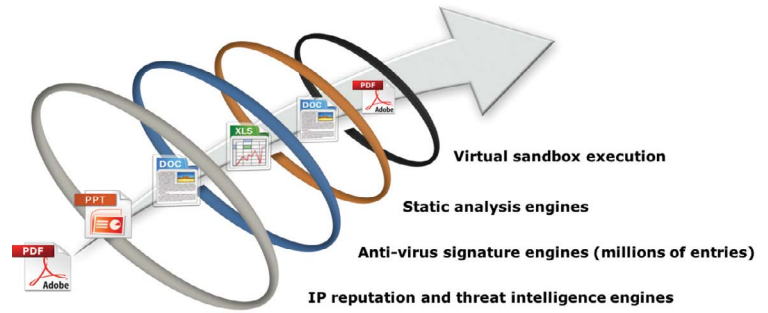 PDF
Adobe
PPT
DOC
XLS
DOC
PDF
Adobe
Virtual sandbox execution
Static analysis engines
Anti-virus signature engines (millions of entries)
IP reputation and threat intelligence engines